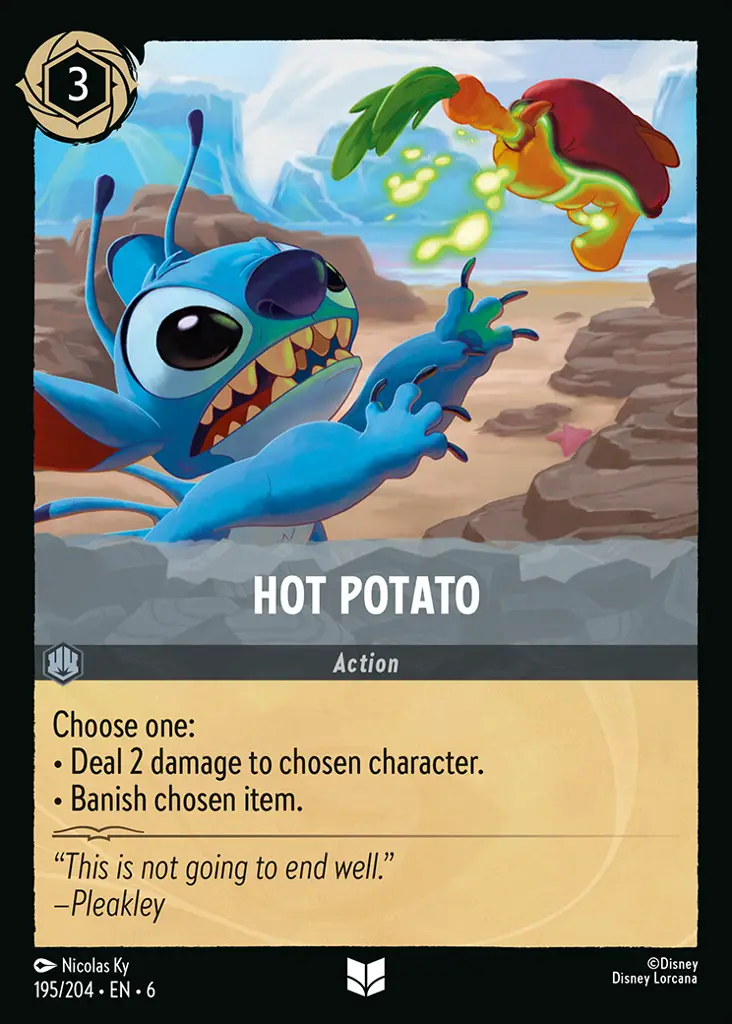 3
HOT POTATO
Action
Choose one:
• Deal 2 damage to chosen character.
• Banish chosen item.
“This is not going to end well.”
–Pleakley
Nicolas Ky
©Disney
195/204 • EN • 6
Disney Lorcana